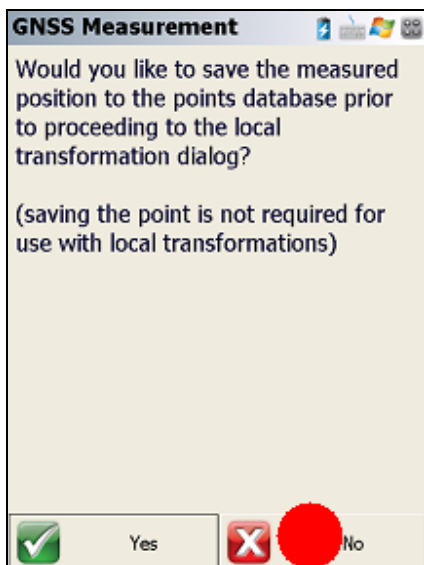 GNSS Measurement
Would you like to save the measured
position to the points database prior
to proceeding to the local
transformation dialog?
(saving the point is not required for
use with local transformations)
Yes
No